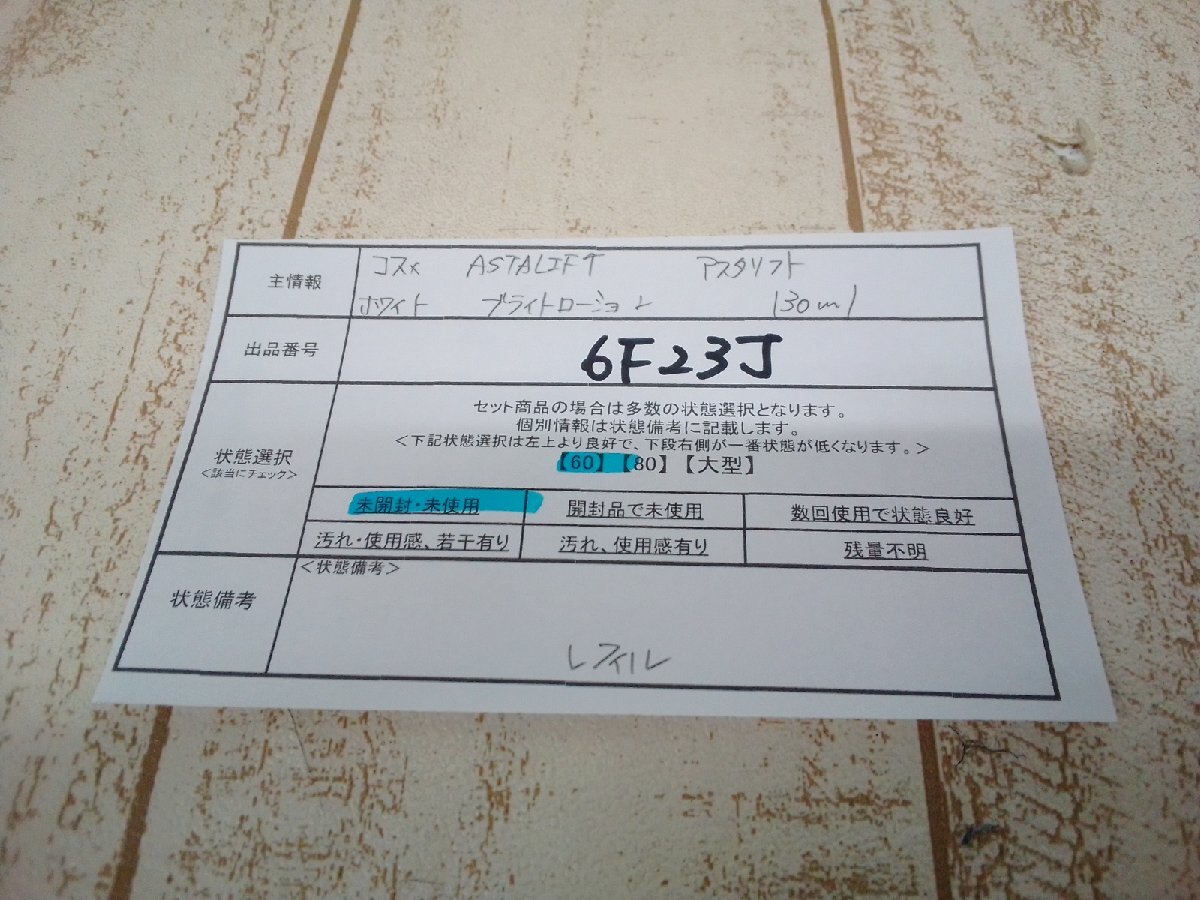 主情報
コスメ ASTALIFT アスタリフト
ホワイト ブライトローション 130ml
出品番号
6F23J
状態選択
<該当にチェック>
セット商品の場合は多数の状態選択となります。
個別情報は状態備考に記載します。
<下記状態選択は左上より良好で、下段右側が一番状態が低くなります。>
【60】【80】【大型】
未開封・未使用 開封品で未使用 数回使用で状態良好
汚れ・使用感、若干有り 汚れ、使用感有り 残量不明
状態備考
<状態備考>
レフィル